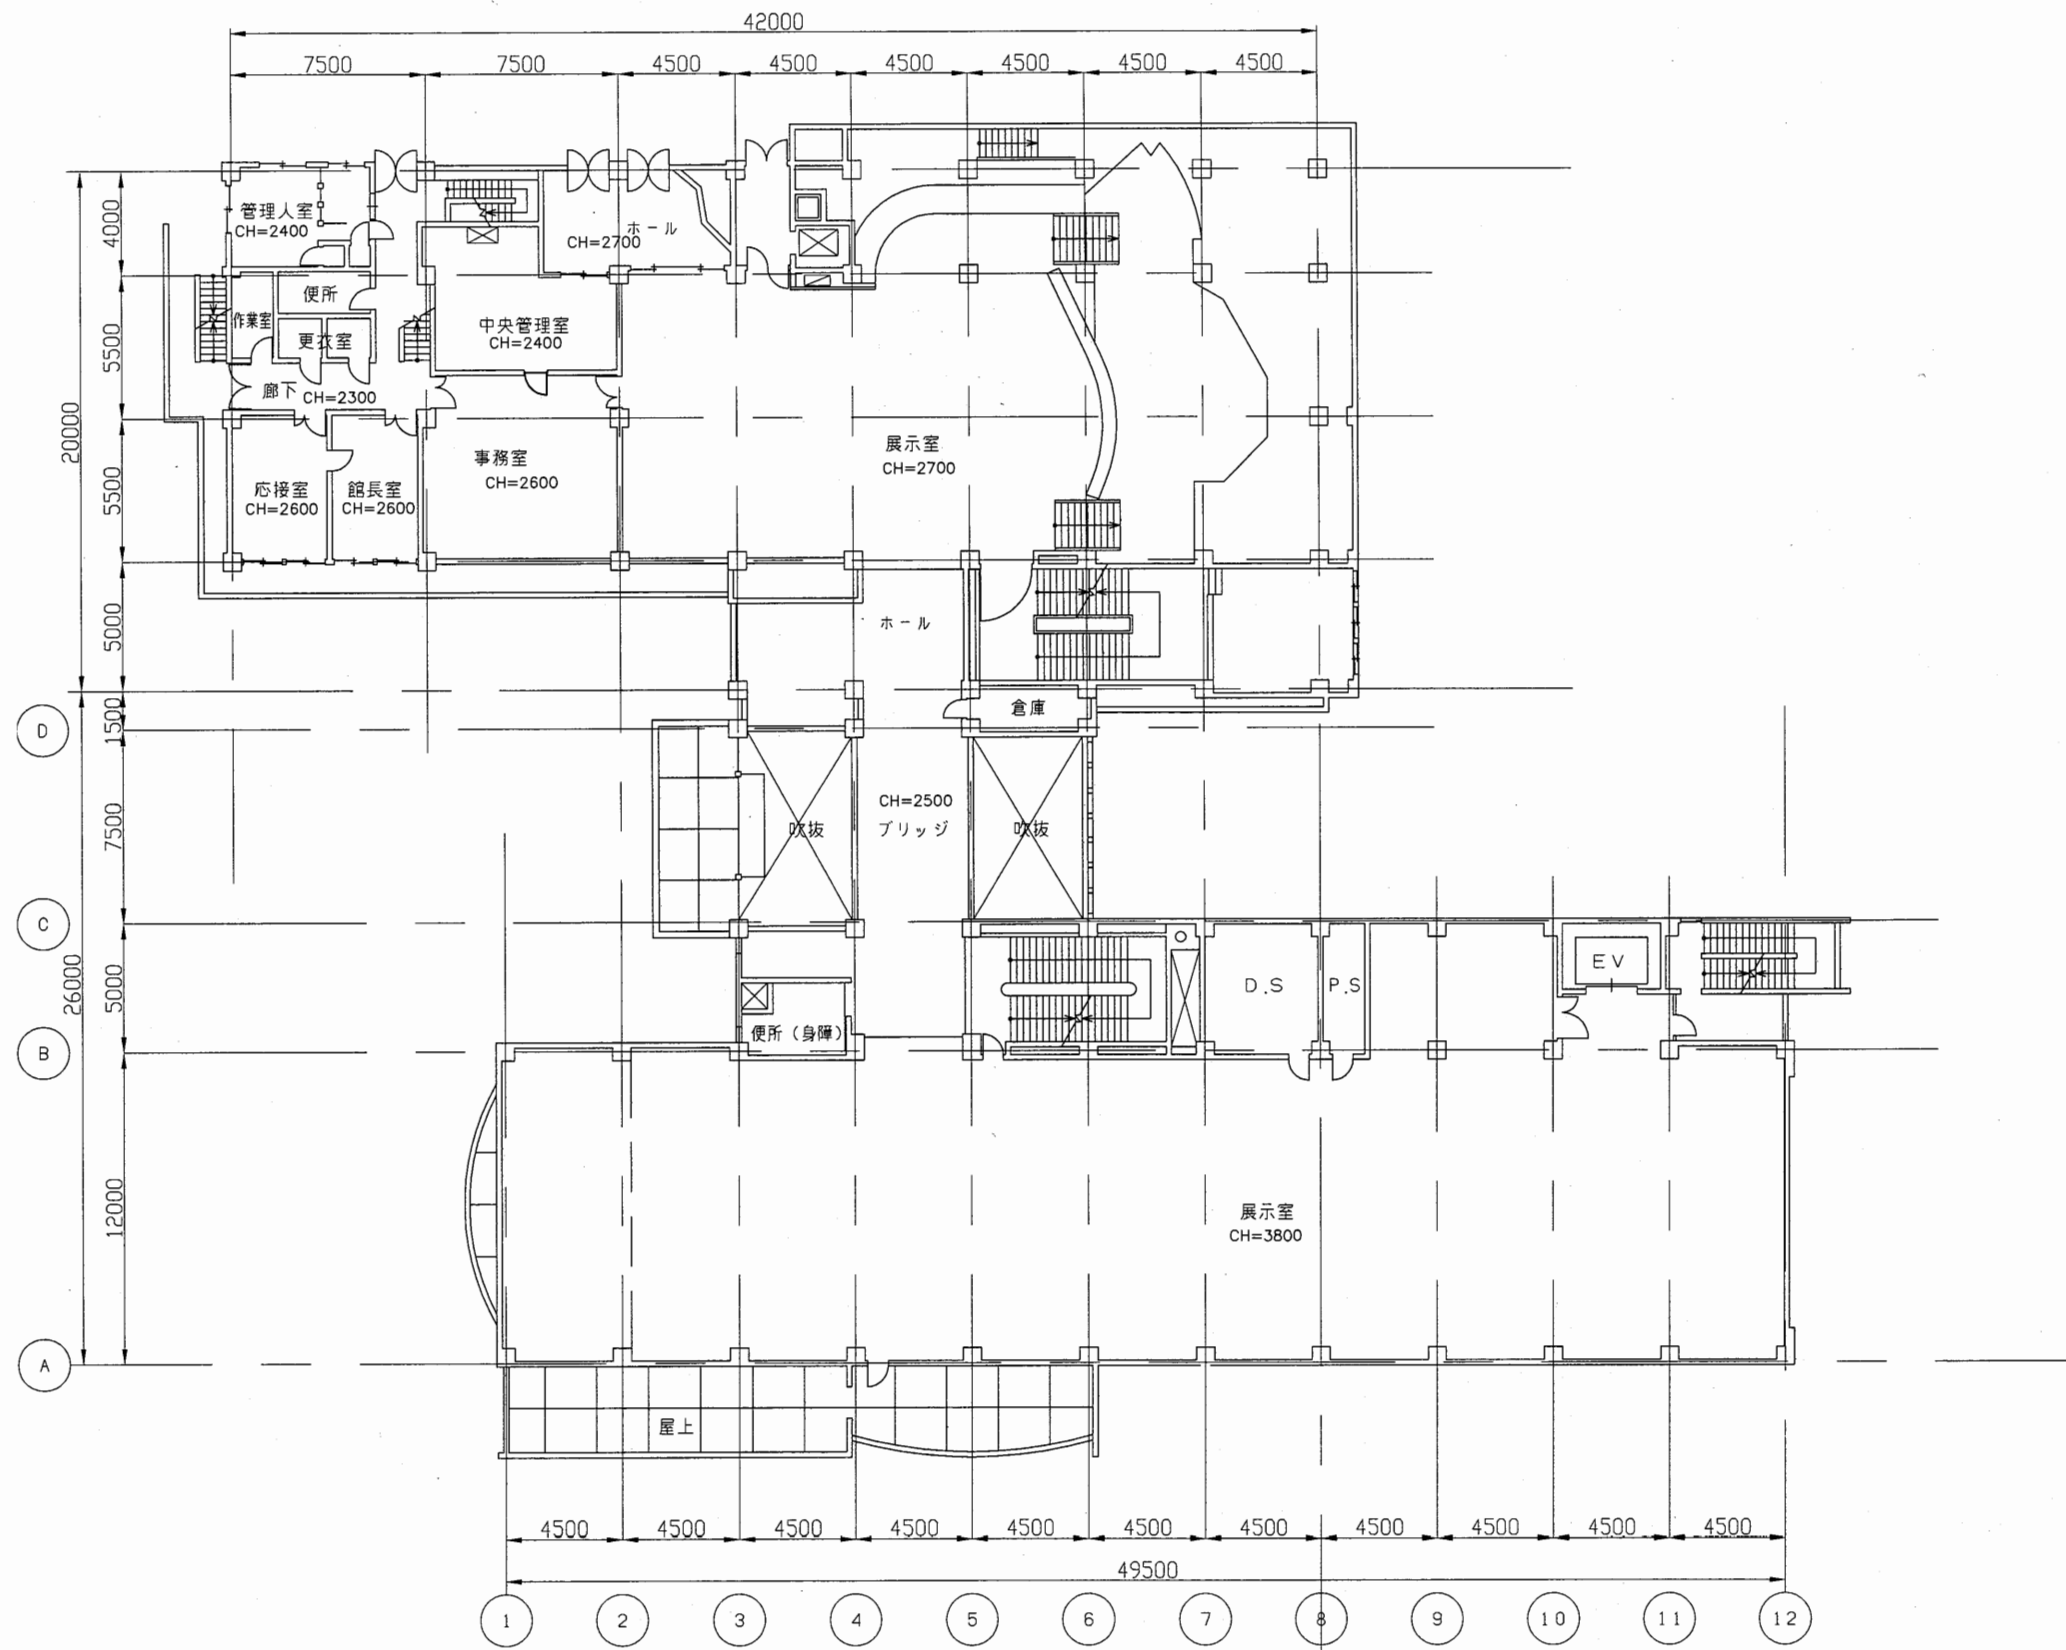 42000
7500 7500 4500 4500 4500 4500 4500 4500
管理人室
CH=2400
ホール
CH=2700
4000
便所
作業室
更衣室
中央管理室
CH=2400
5500
廊下 CH=2300
20000
展示室
CH=2700
事務室
CH=2600
応接室
CH=2600
館長室
CH=2600
5500
5000
ホール
倉庫
1500
D
吹抜
CH=2500
ブリッジ
吹抜
7500
C
26000
5000
便所(身障)
D.S
P.S
EV
B
展示室
CH=3800
12000
A
屋上
4500 4500 4500 4500 4500 4500 4500 4500 4500 4500 4500
49500
1 2 3 4 5 6 7 8 9 10 11 12